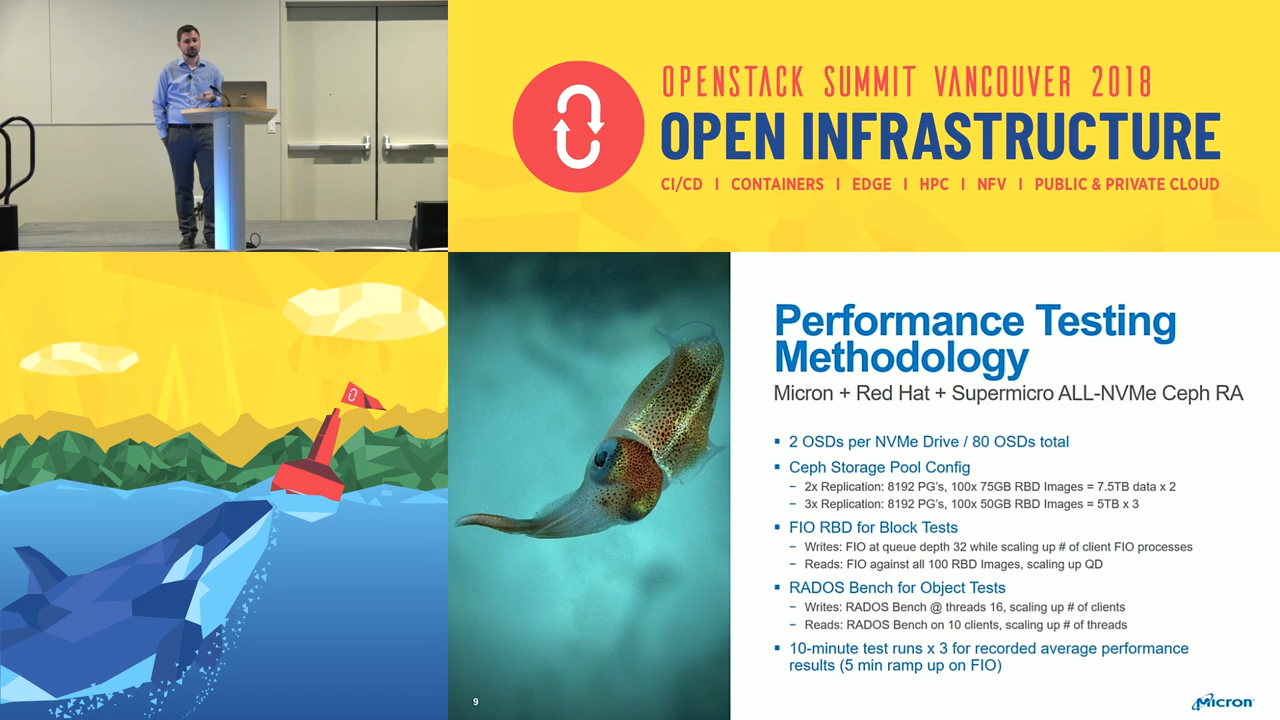 OPENSTACK SUMMIT VANCOUVER 2018
OPEN INFRASTRUCTURE
CI/CD I CONTAINERS I EDGE I HPC I NFV I PUBLIC & PRIVATE CLOUD
Performance Testing
Methodology
Micron + Red Hat + Supermicro ALL-NVMe Ceph RA
▪ 2 OSDs per NVMe Drive / 80 OSDs total
▪ Ceph Storage Pool Config
– 2x Replication: 8192 PG's, 100x 75GB RBD Images = 7.5TB data x 2
– 3x Replication: 8192 PG's, 100x 50GB RBD Images = 5TB x 3
▪ FIO RBD for Block Tests
– Writes: FIO at queue depth 32 while scaling up # of client FIO processes
– Reads: FIO against all 100 RBD Images, scaling up QD
▪ RADOS Bench for Object Tests
– Writes: RADOS Bench @ threads 16, scaling up # of clients
– Reads: RADOS Bench on 10 clients, scaling up # of threads
▪ 10-minute test runs x 3 for recorded average performance
results (5 min ramp up on FIO)
9
Micron